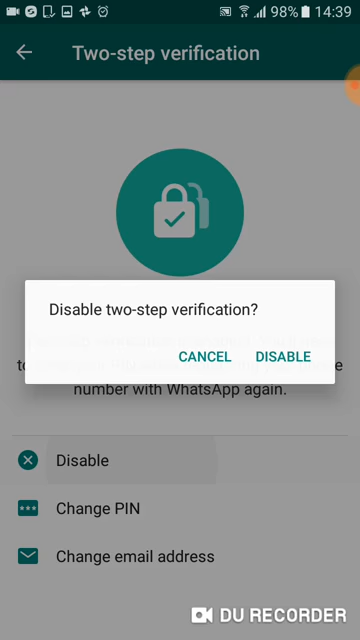 98% 14:39
Two-step verification
Disable two-step verification?
CANCEL DISABLE
number with WhatsApp again.
Disable
Change PIN
Change email address
DU RECORDER